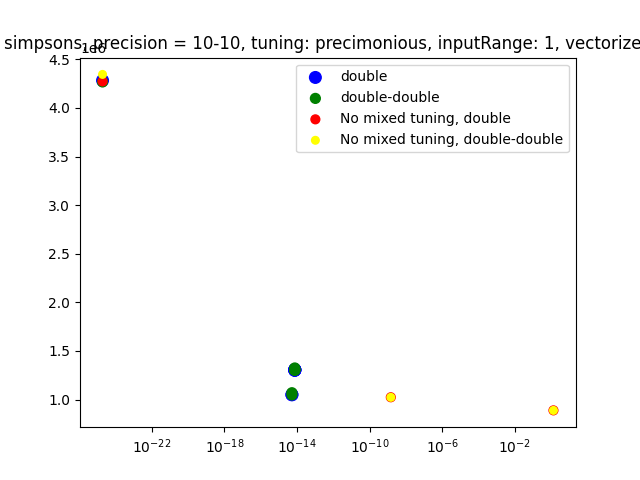 simpsons, precision = 10-10, tuning: precimonious, inputRange: 1, vectorize
1e6
4.5
4.0
3.5
3.0
2.5
2.0
1.5
1.0
double
double-double
No mixed tuning, double
No mixed tuning, double-double
10⁻²² 10⁻¹⁸ 10⁻¹⁴ 10⁻¹⁰ 10⁻⁶ 10⁻²